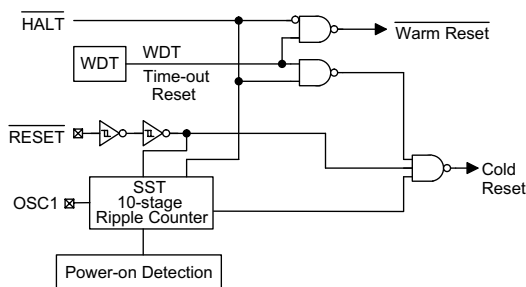 HALT
WDT
WDT
Time-out
Reset
Warm Reset
RESET
Cold
Reset
OSC1
SST
10-stage
Ripple Counter
Power-on Detection